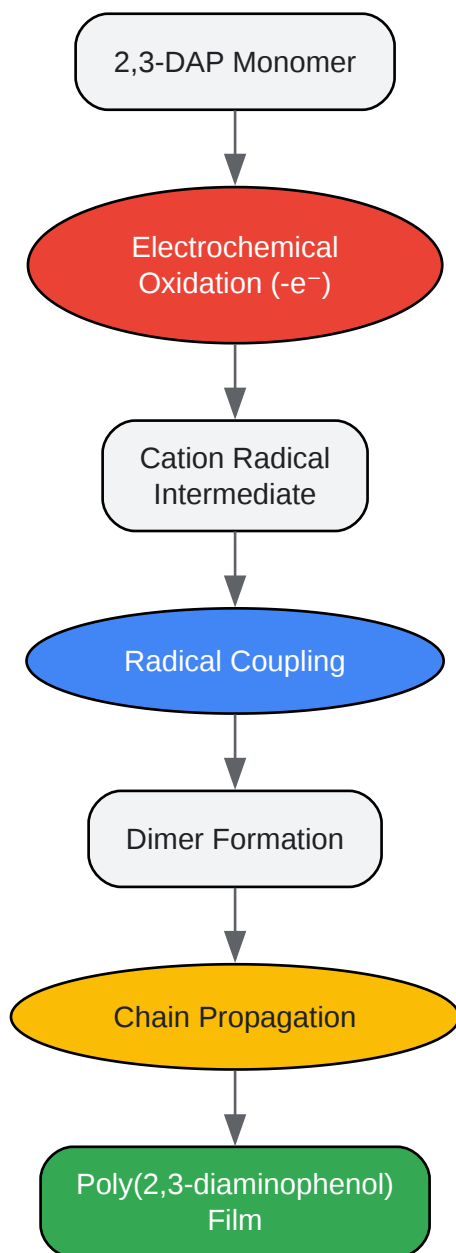 2,3-DAP Monomer
Electrochemical
Oxidation (-e⁻)
Cation Radical
Intermediate
Radical Coupling
Dimer Formation
Chain Propagation
Poly(2,3-diaminophenol)
Film